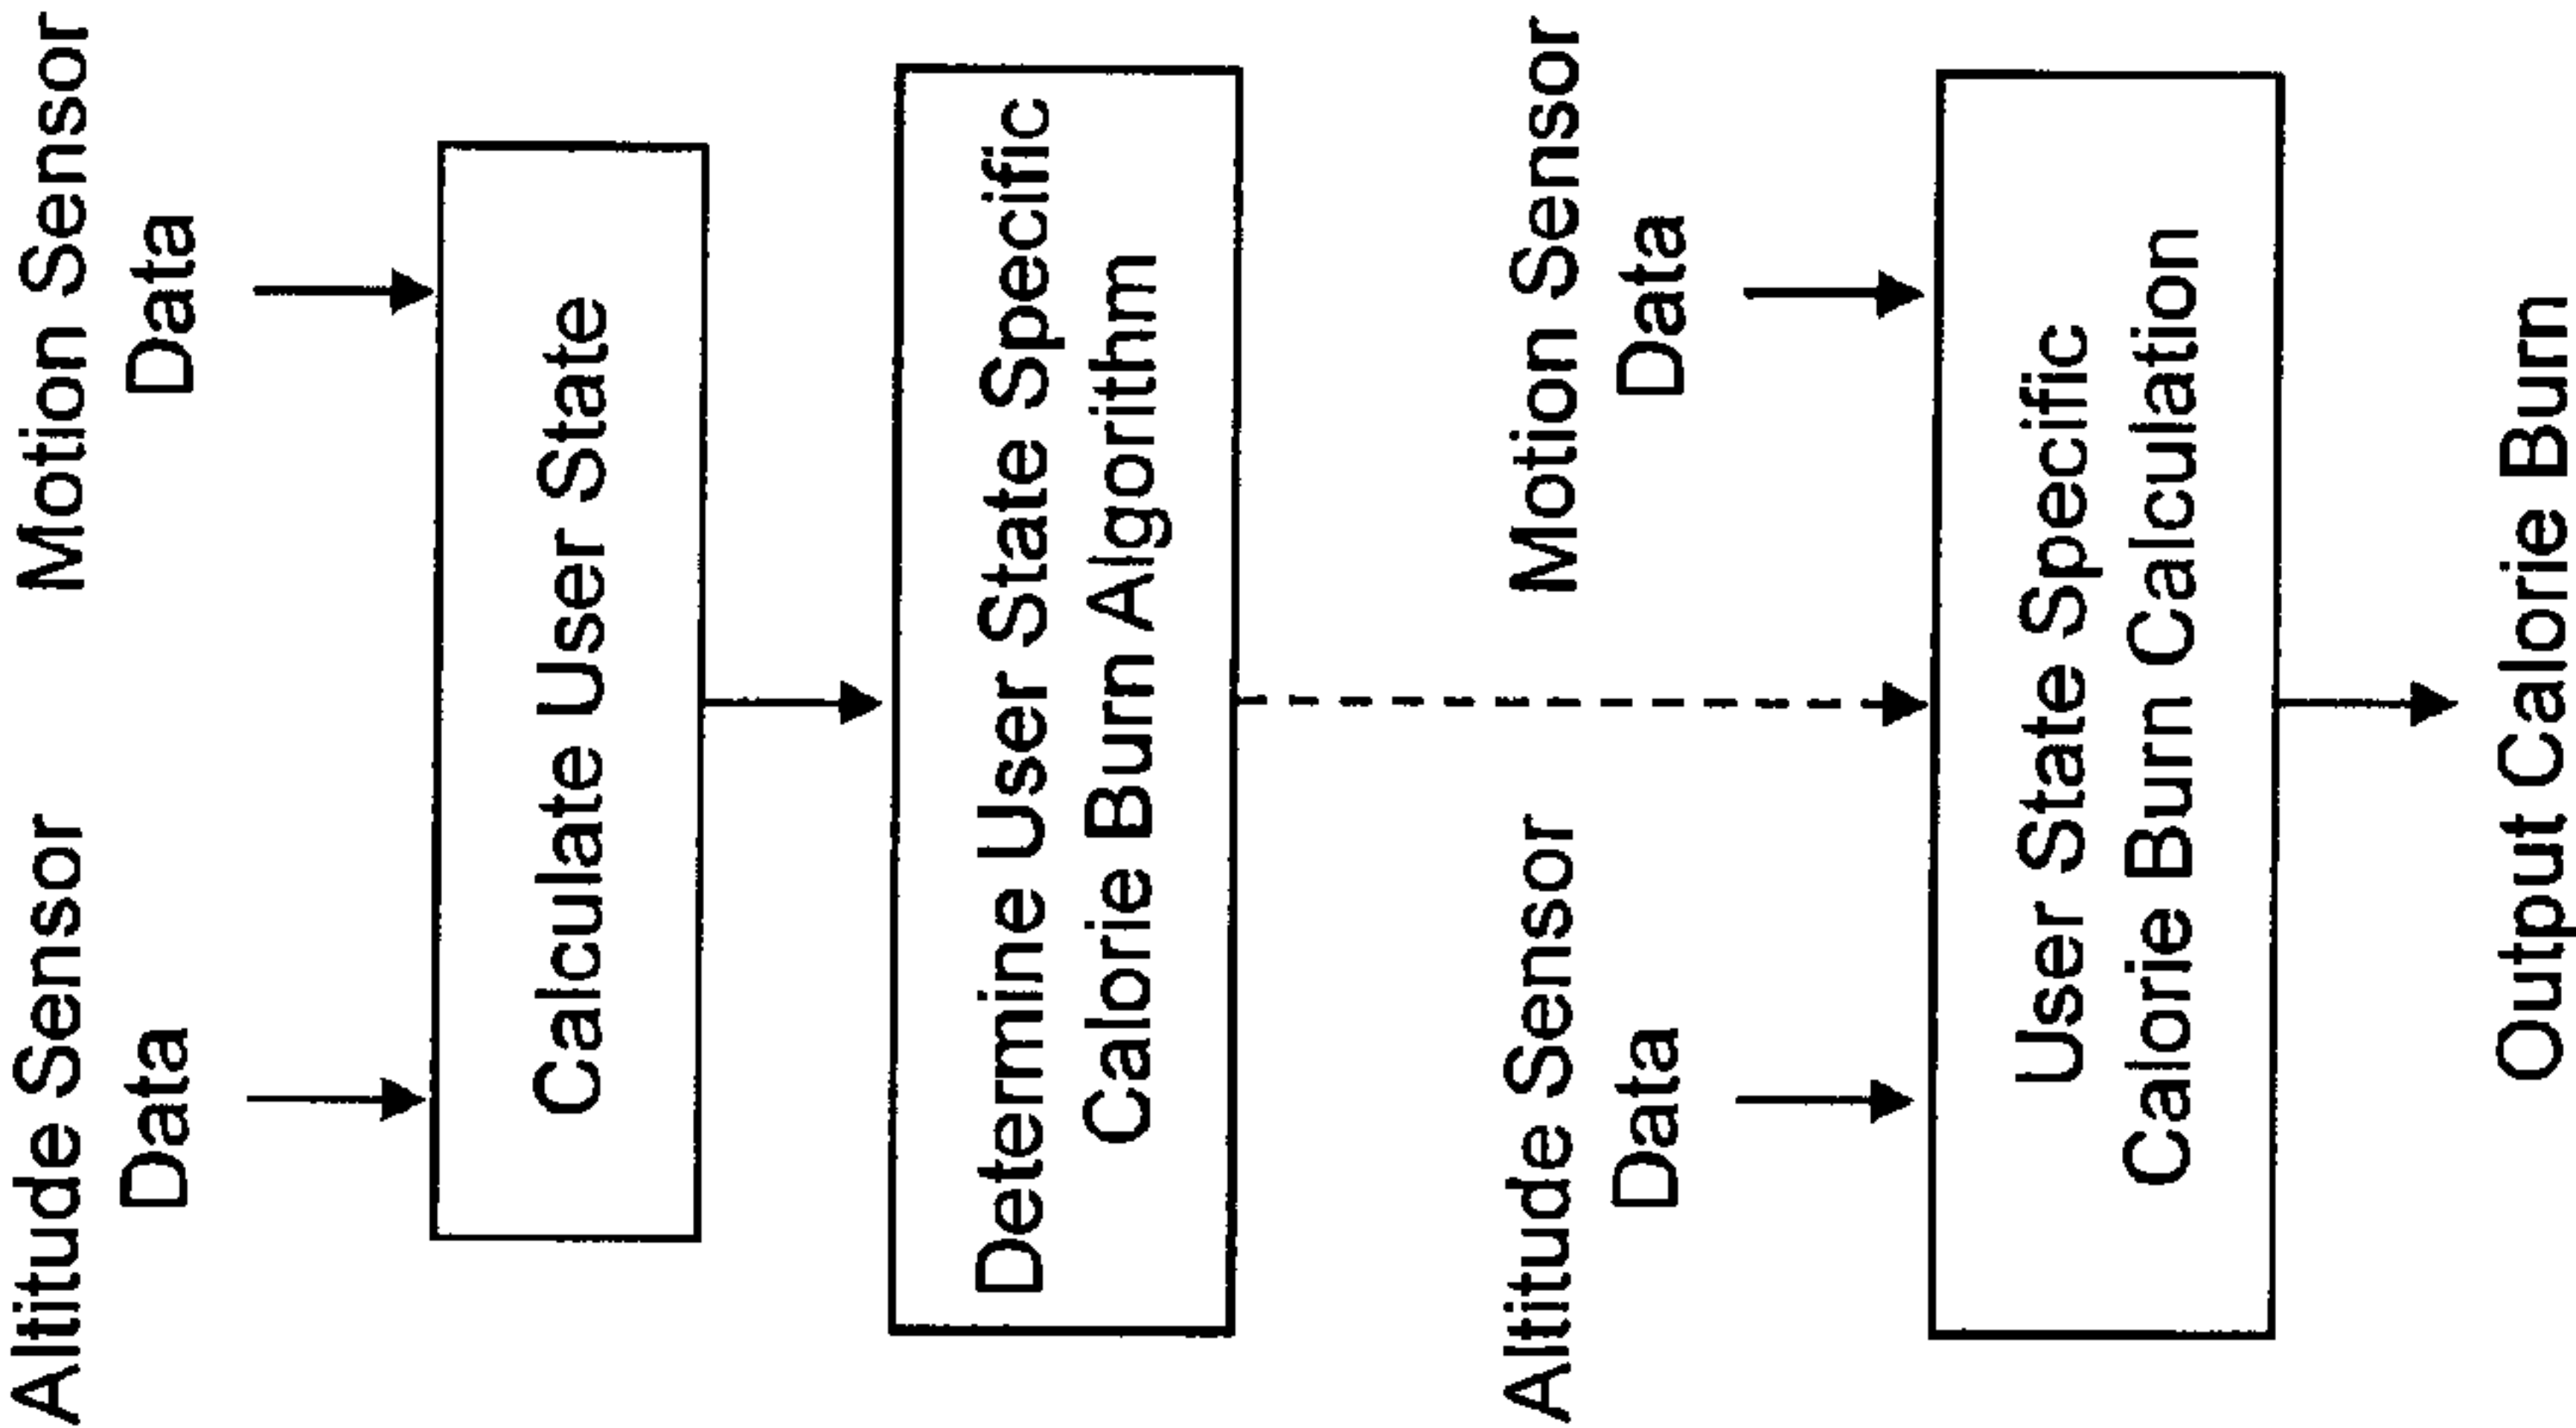 Altitude Sensor
Data
Motion Sensor
Data
Calculate User State
Determine User State Specific
Calorie Burn Algorithm
Altitude Sensor
Data
Motion Sensor
Data
User State Specific
Calorie Burn Calculation
Output Calorie Burn